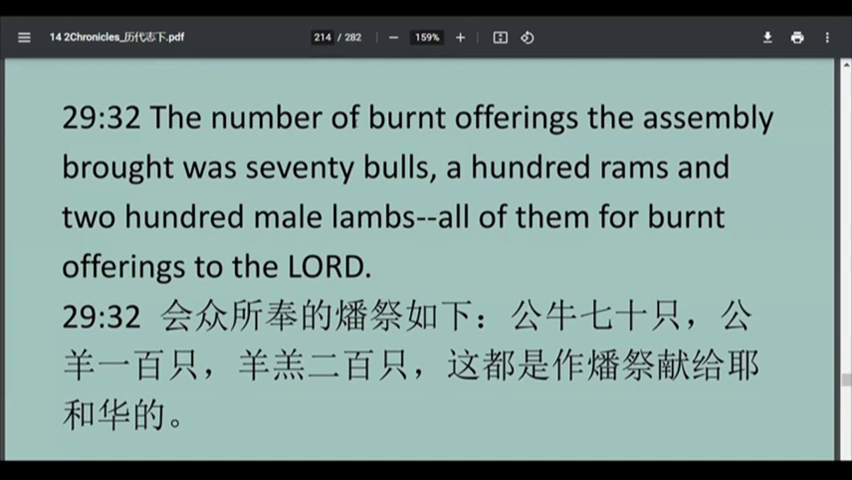 14 2Chronicles_历代志下.pdf
214 / 282
159%
29:32 The number of burnt offerings the assembly
brought was seventy bulls, a hundred rams and
two hundred male lambs--all of them for burnt
offerings to the LORD.
29:32 会众所奉的燔祭如下：公牛七十只，公
羊一百只，羊羔二百只，这都是作燔祭献给耶
和华的。